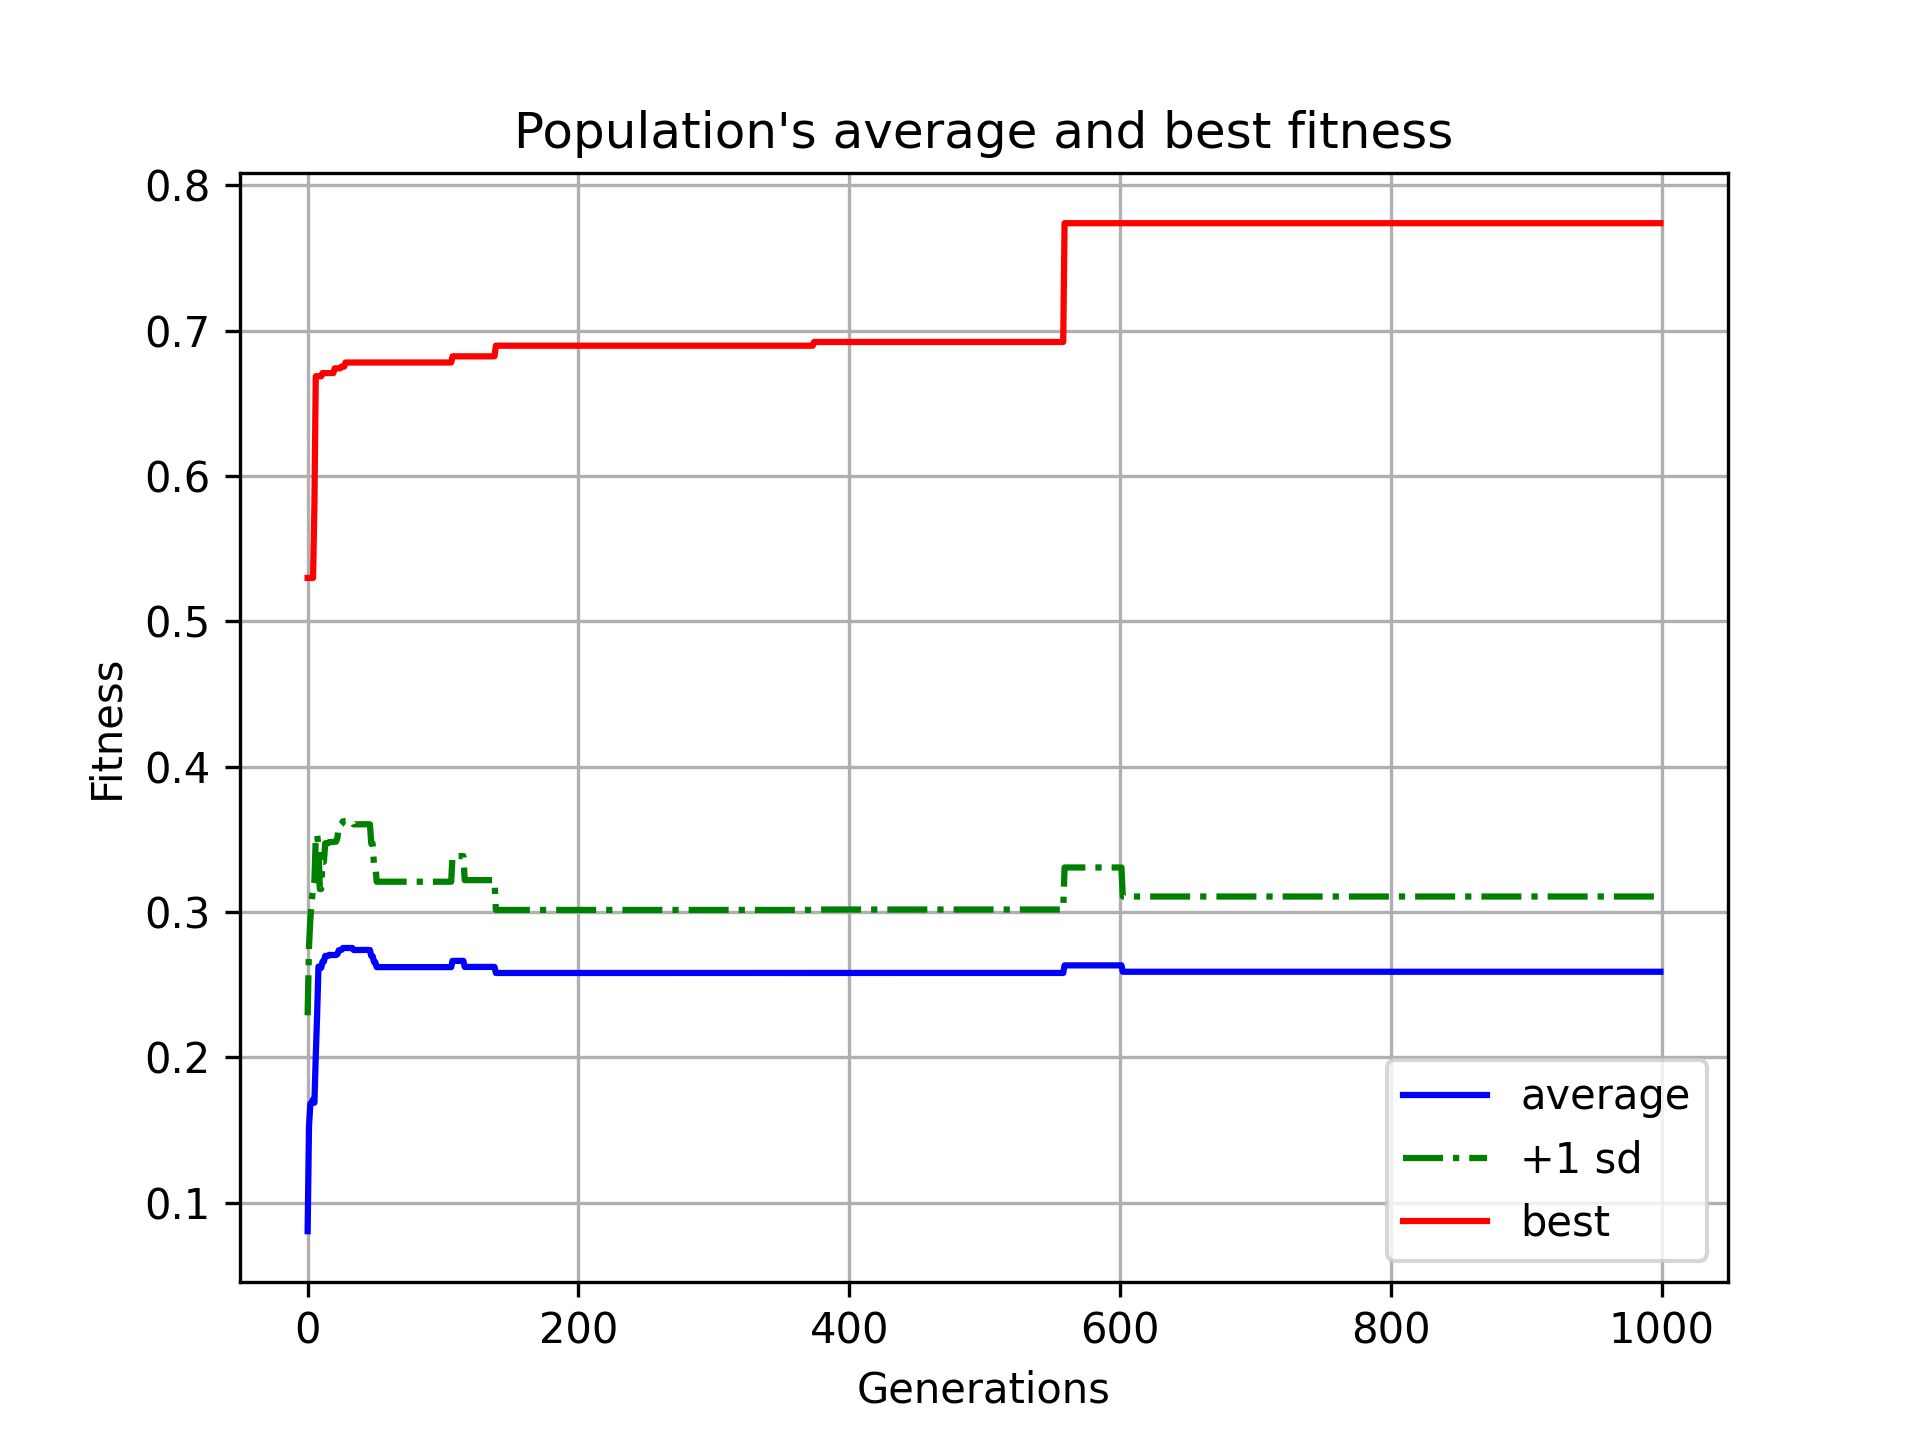 Population's average and best fitness
0.8
0.7
0.6
0.5
0.4
0.3
0.2
0.1
Fitness
average
+1 sd
best
0 200 400 600 800 1000
Generations